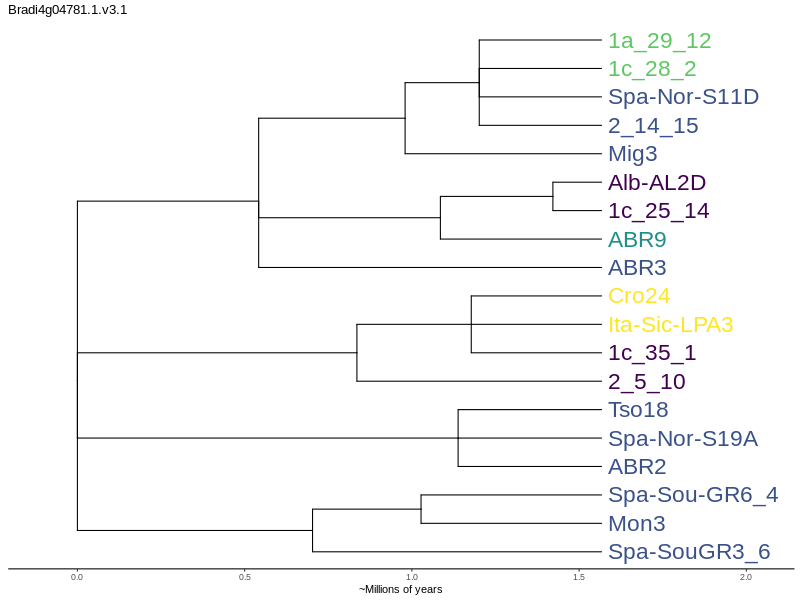 Bradi4g04781.1.v3.1
1a_29_12
1c_28_2
Spa-Nor-S11D
2_14_15
Mig3
Alb-AL2D
1c_25_14
ABR9
ABR3
Cro24
Ita-Sic-LPA3
1c_35_1
2_5_10
Tso18
Spa-Nor-S19A
ABR2
Spa-Sou-GR6_4
Mon3
Spa-SouGR3_6
0.0 0.5 1.0 1.5 2.0
~Millions of years